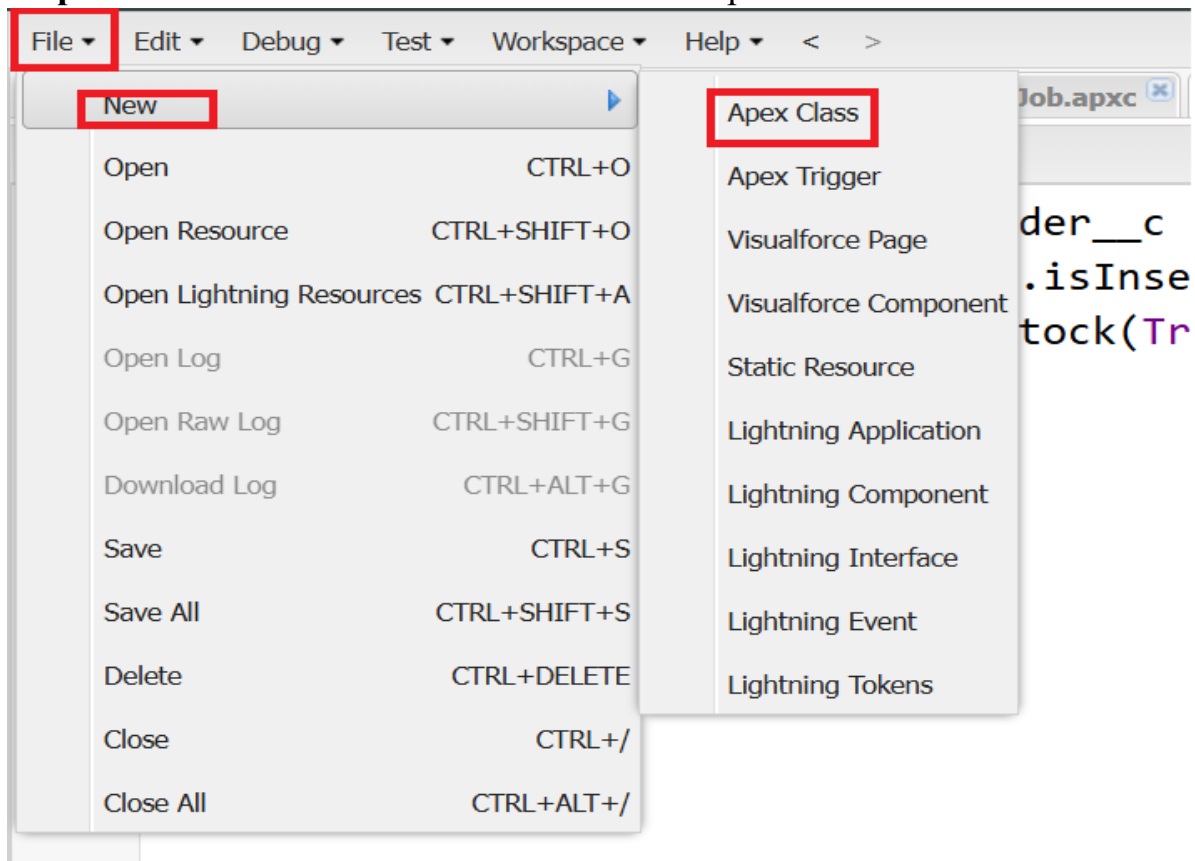 File Edit Debug Test Workspace Help < >
New
Open CTRL+O
Open Resource CTRL+SHIFT+O
Open Lightning Resources CTRL+SHIFT+A
Open Log CTRL+G
Open Raw Log CTRL+SHIFT+G
Download Log CTRL+ALT+G
Save CTRL+S
Save All CTRL+SHIFT+S
Delete CTRL+DELETE
Close CTRL+/
Close All CTRL+ALT+/
Apex Class
Apex Trigger
Visualforce Page
Visualforce Component
Static Resource
Lightning Application
Lightning Component
Lightning Interface
Lightning Event
Lightning Tokens
Job.apxc
der__c
.isInse
tock(Tr